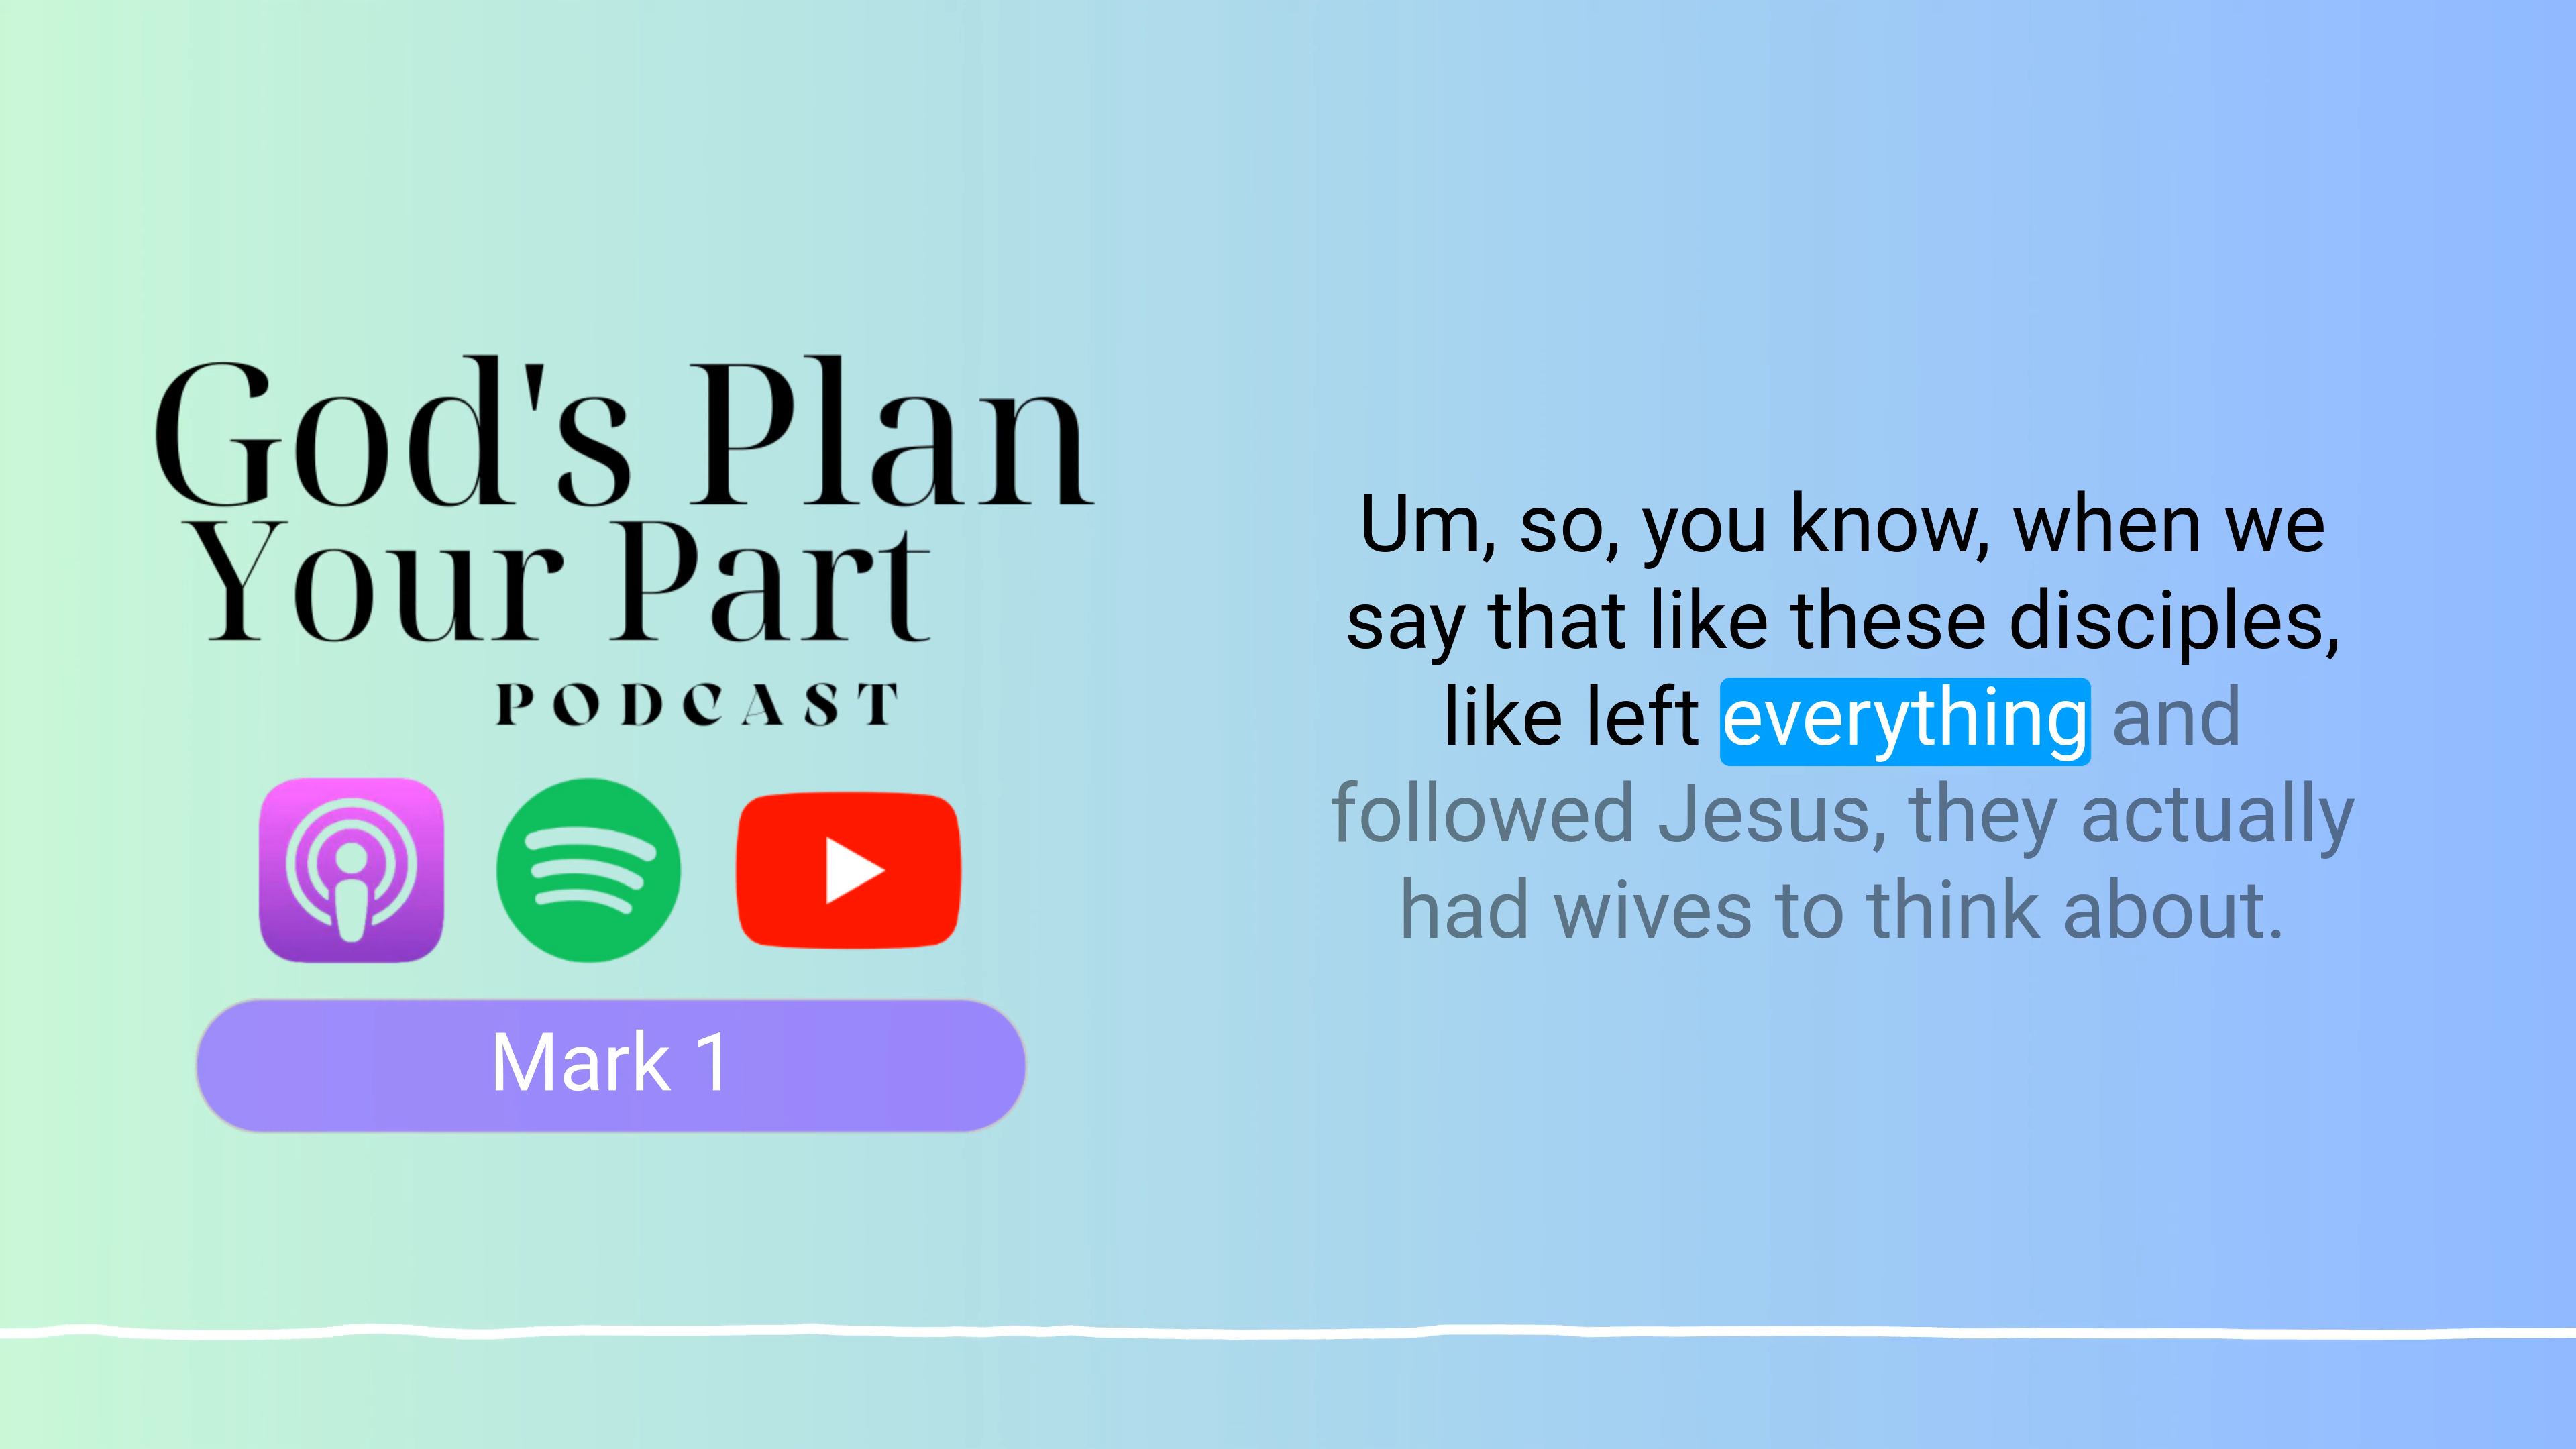 God's Plan
Your Part
PODCAST
Mark 1
Um, so, you know, when we
say that like these disciples,
like left everything and
followed Jesus, they actually
had wives to think about.